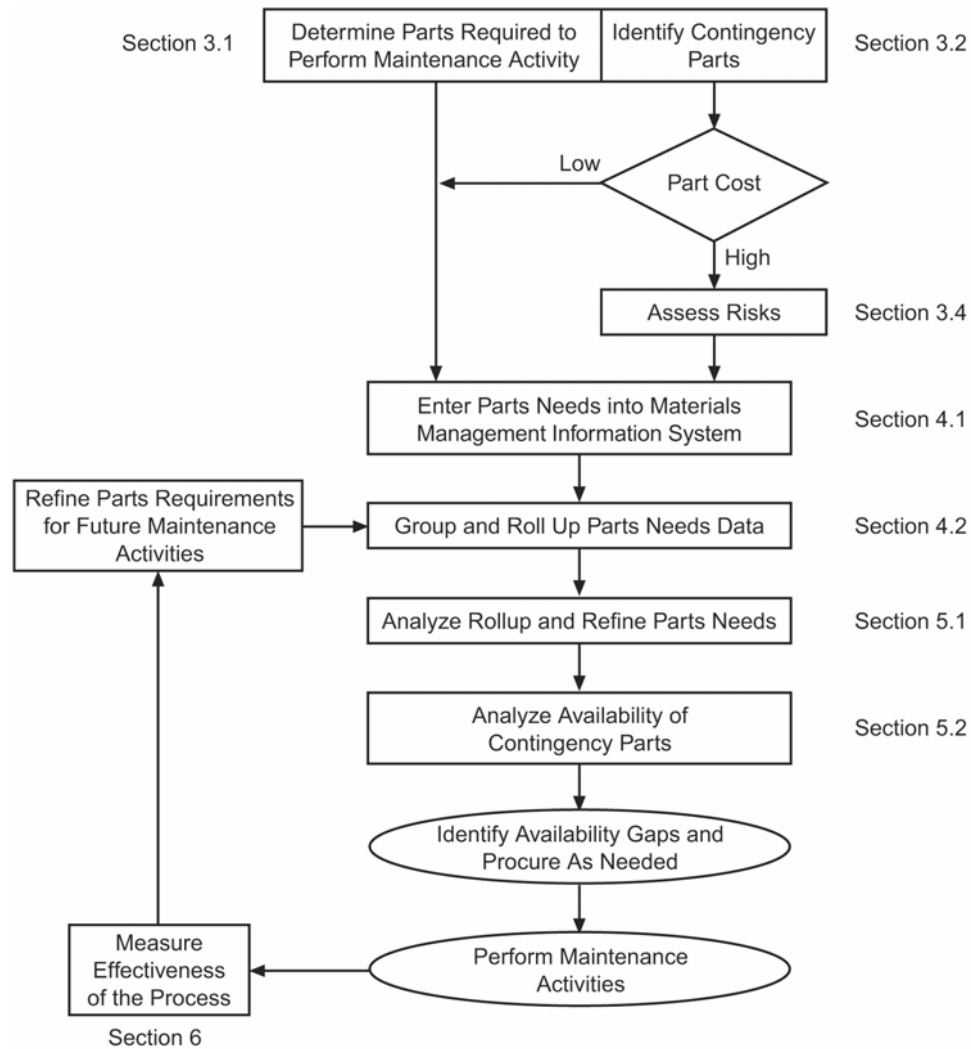 Section 3.1
Determine Parts Required to
Perform Maintenance Activity
Identify Contingency
Parts
Section 3.2
Low
Part Cost
High
Assess Risks
Section 3.4
Enter Parts Needs into Materials
Management Information System
Section 4.1
Refine Parts Requirements
for Future Maintenance
Activities
Group and Roll Up Parts Needs Data
Section 4.2
Analyze Rollup and Refine Parts Needs
Section 5.1
Analyze Availability of
Contingency Parts
Section 5.2
Identify Availability Gaps and
Procure As Needed
Perform Maintenance
Activities
Measure
Effectiveness
of the Process
Section 6